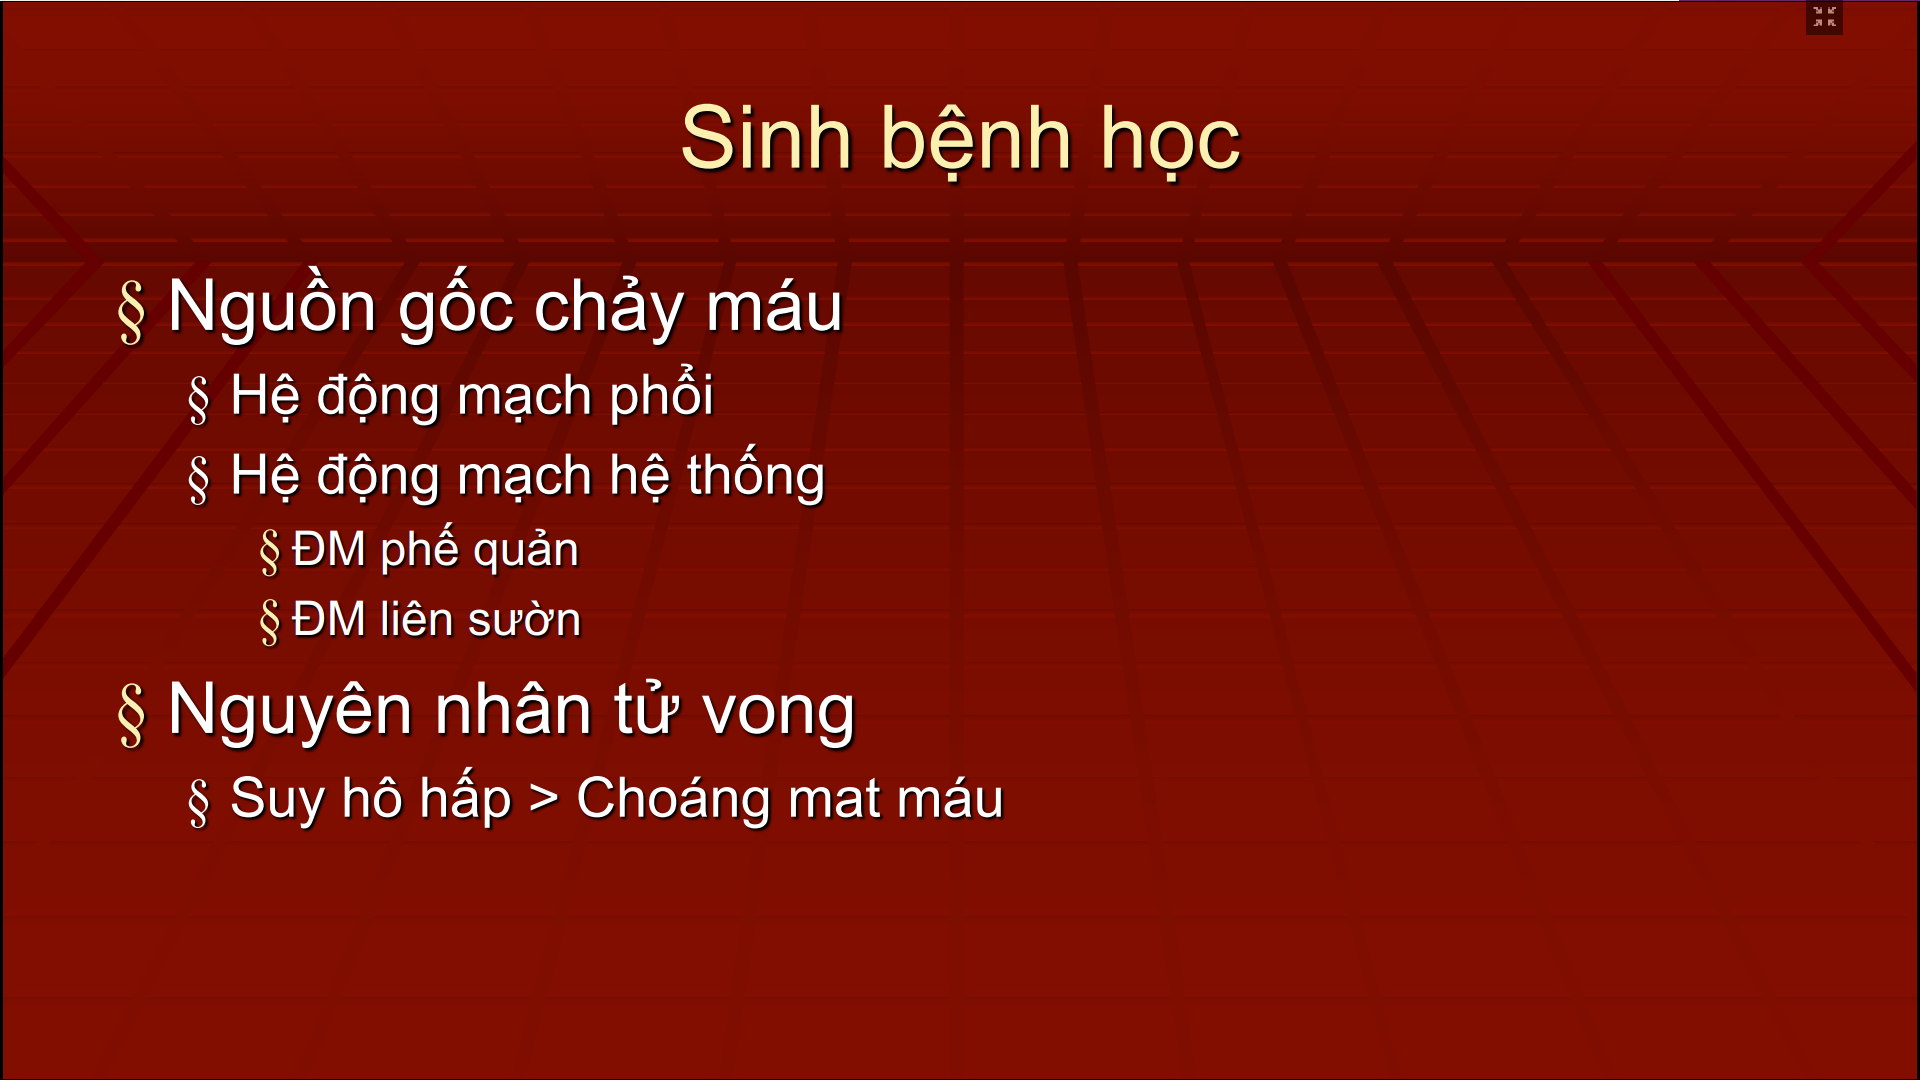 Sinh bệnh học
§ Nguồn gốc chảy máu
§ Hệ động mạch phổi
§ Hệ động mạch hệ thống
§ ĐM phế quản
§ ĐM liên sườn
§ Nguyên nhân tử vong
§ Suy hô hấp > Choáng mat máu